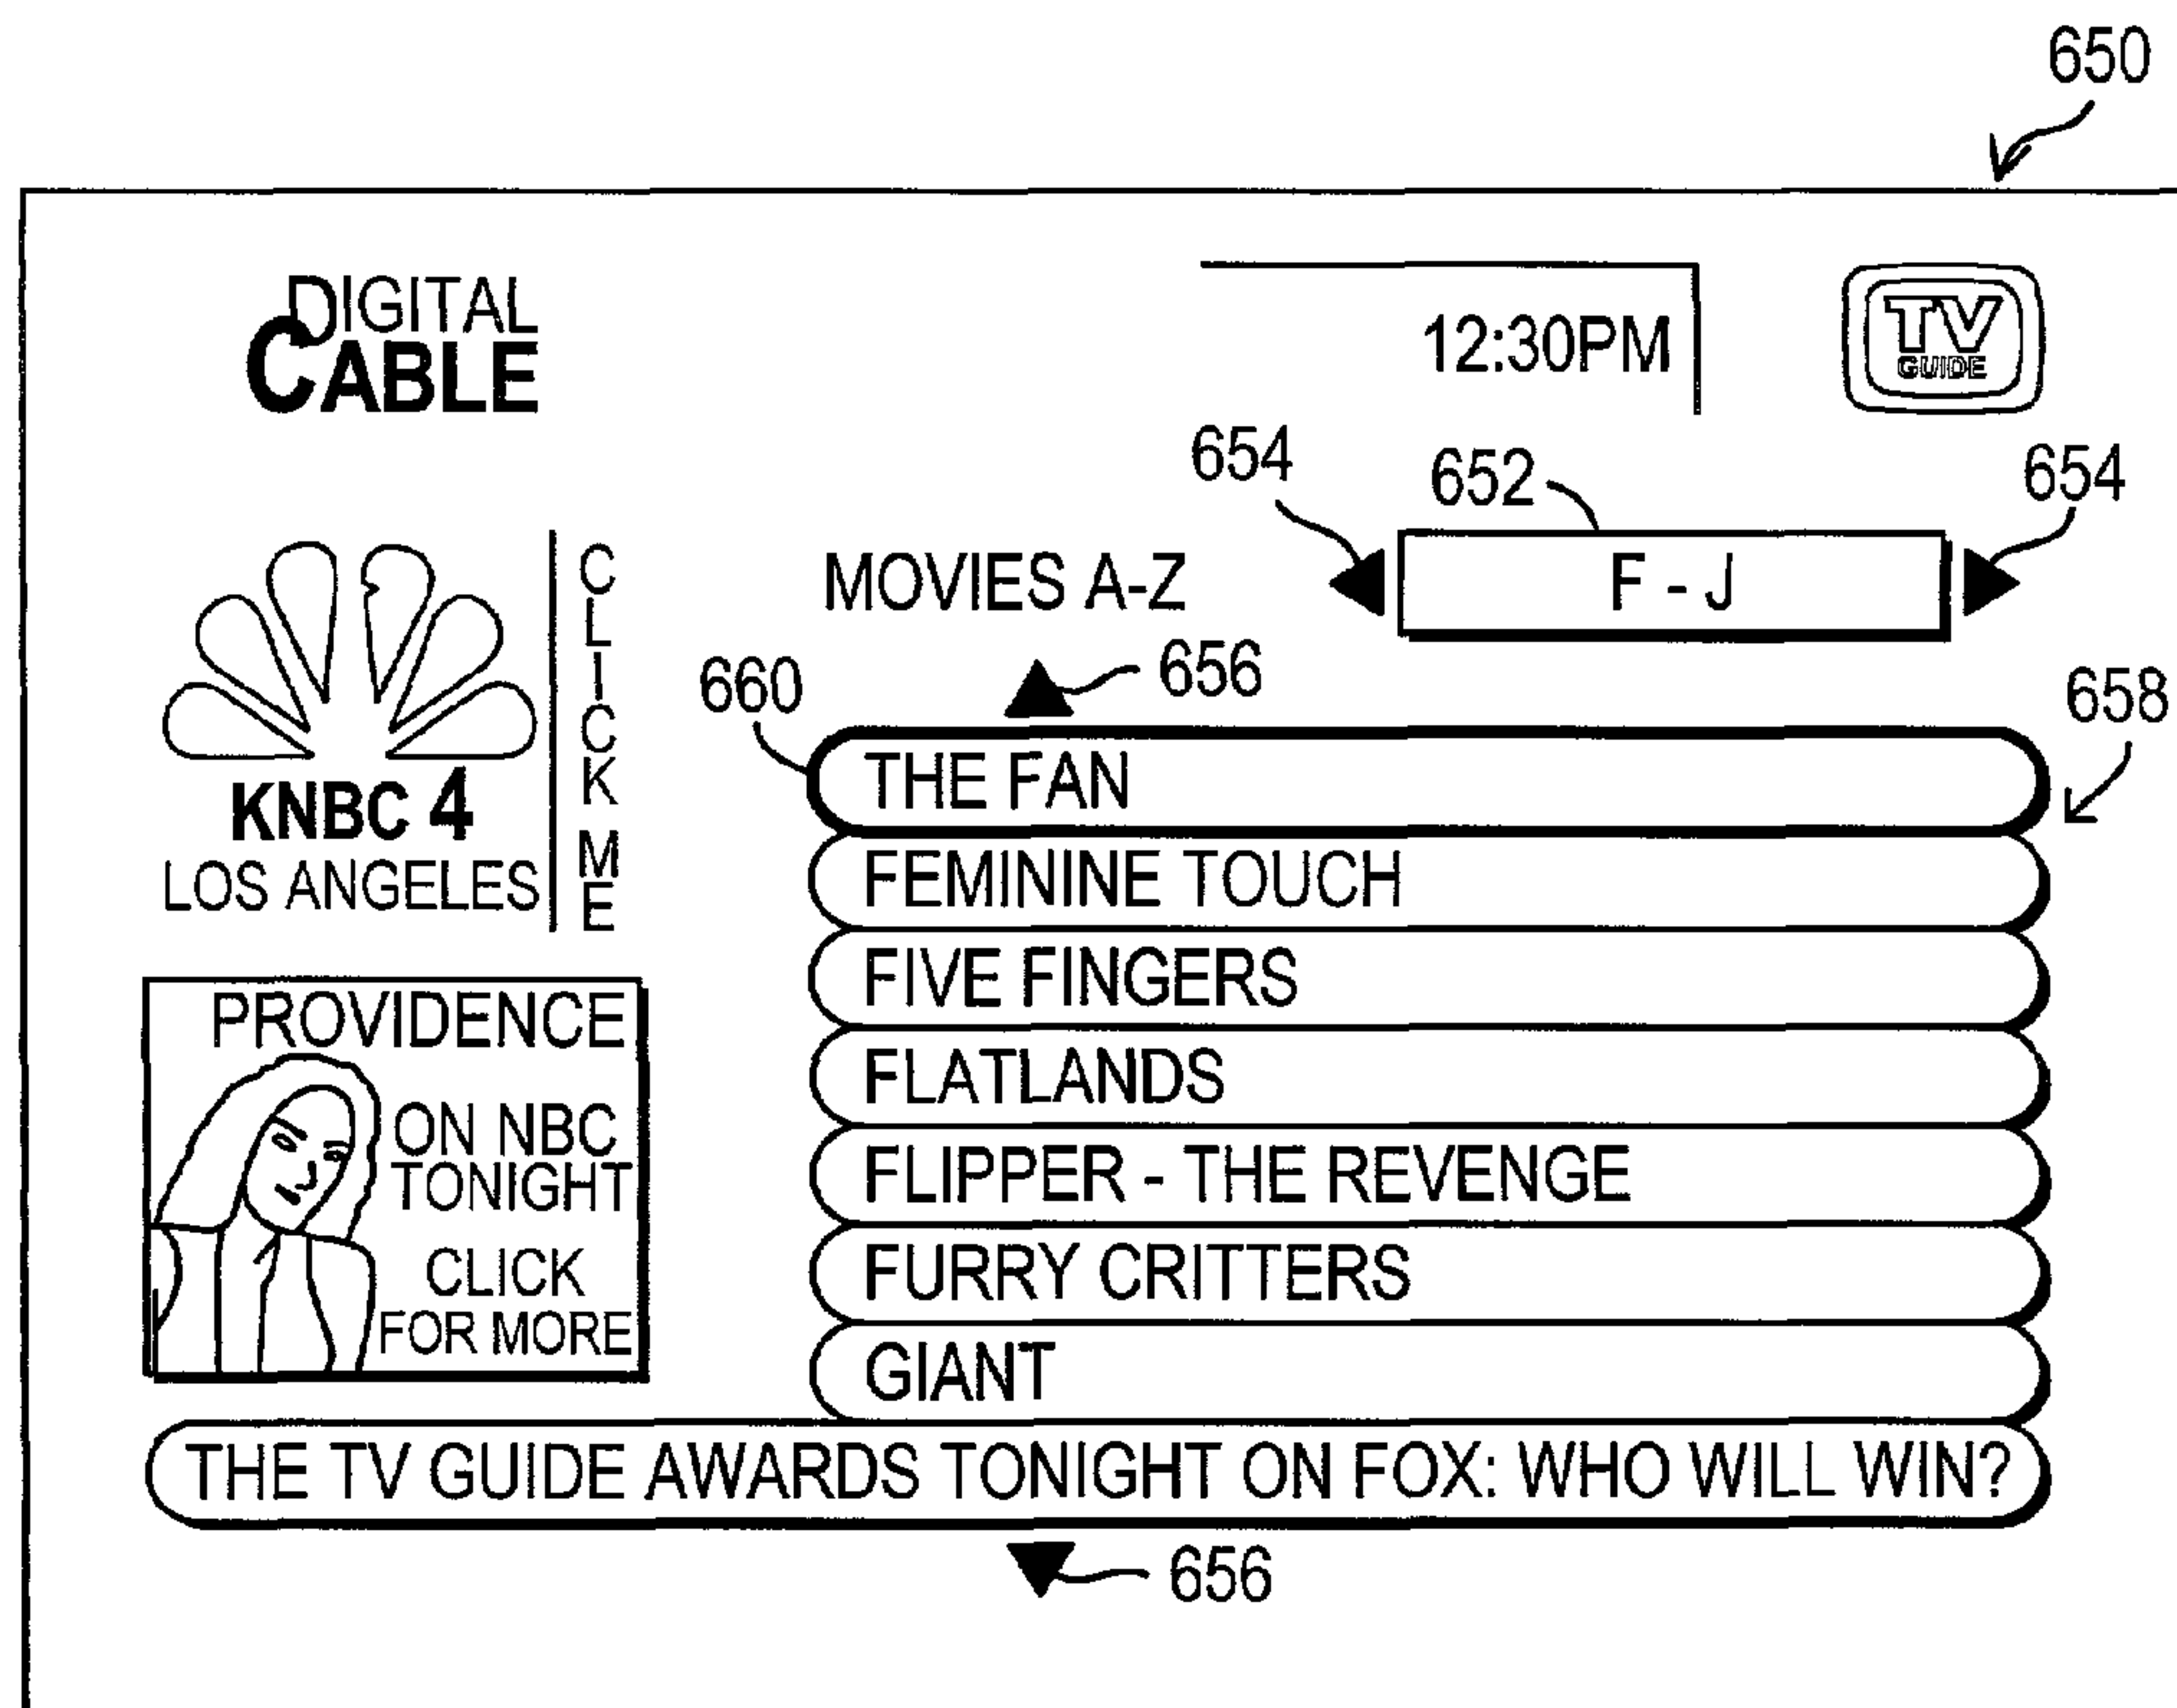 650
DIGITAL
CABLE
12:30PM
TV
GUIDE
654
652
654
MOVIES A-Z
F - J
656
660
658
CLICK ME
KNBC 4
LOS ANGELES
THE FAN
FEMININE TOUCH
FIVE FINGERS
FLATLANDS
FLIPPER - THE REVENGE
FURRY CRITTERS
GIANT
PROVIDENCE
ON NBC
TONIGHT
CLICK
FOR MORE
THE TV GUIDE AWARDS TONIGHT ON FOX: WHO WILL WIN?
656